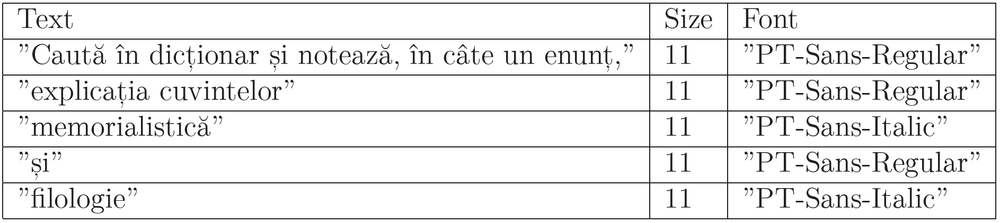 Text Size Font
”Caută în dicționar și notează, în câte un enunț,” 11 ”PT-Sans-Regular”
”explicația cuvintelor” 11 ”PT-Sans-Regular”
”memorialistică” 11 ”PT-Sans-Italic”
”și” 11 ”PT-Sans-Regular”
”filologie” 11 ”PT-Sans-Italic”